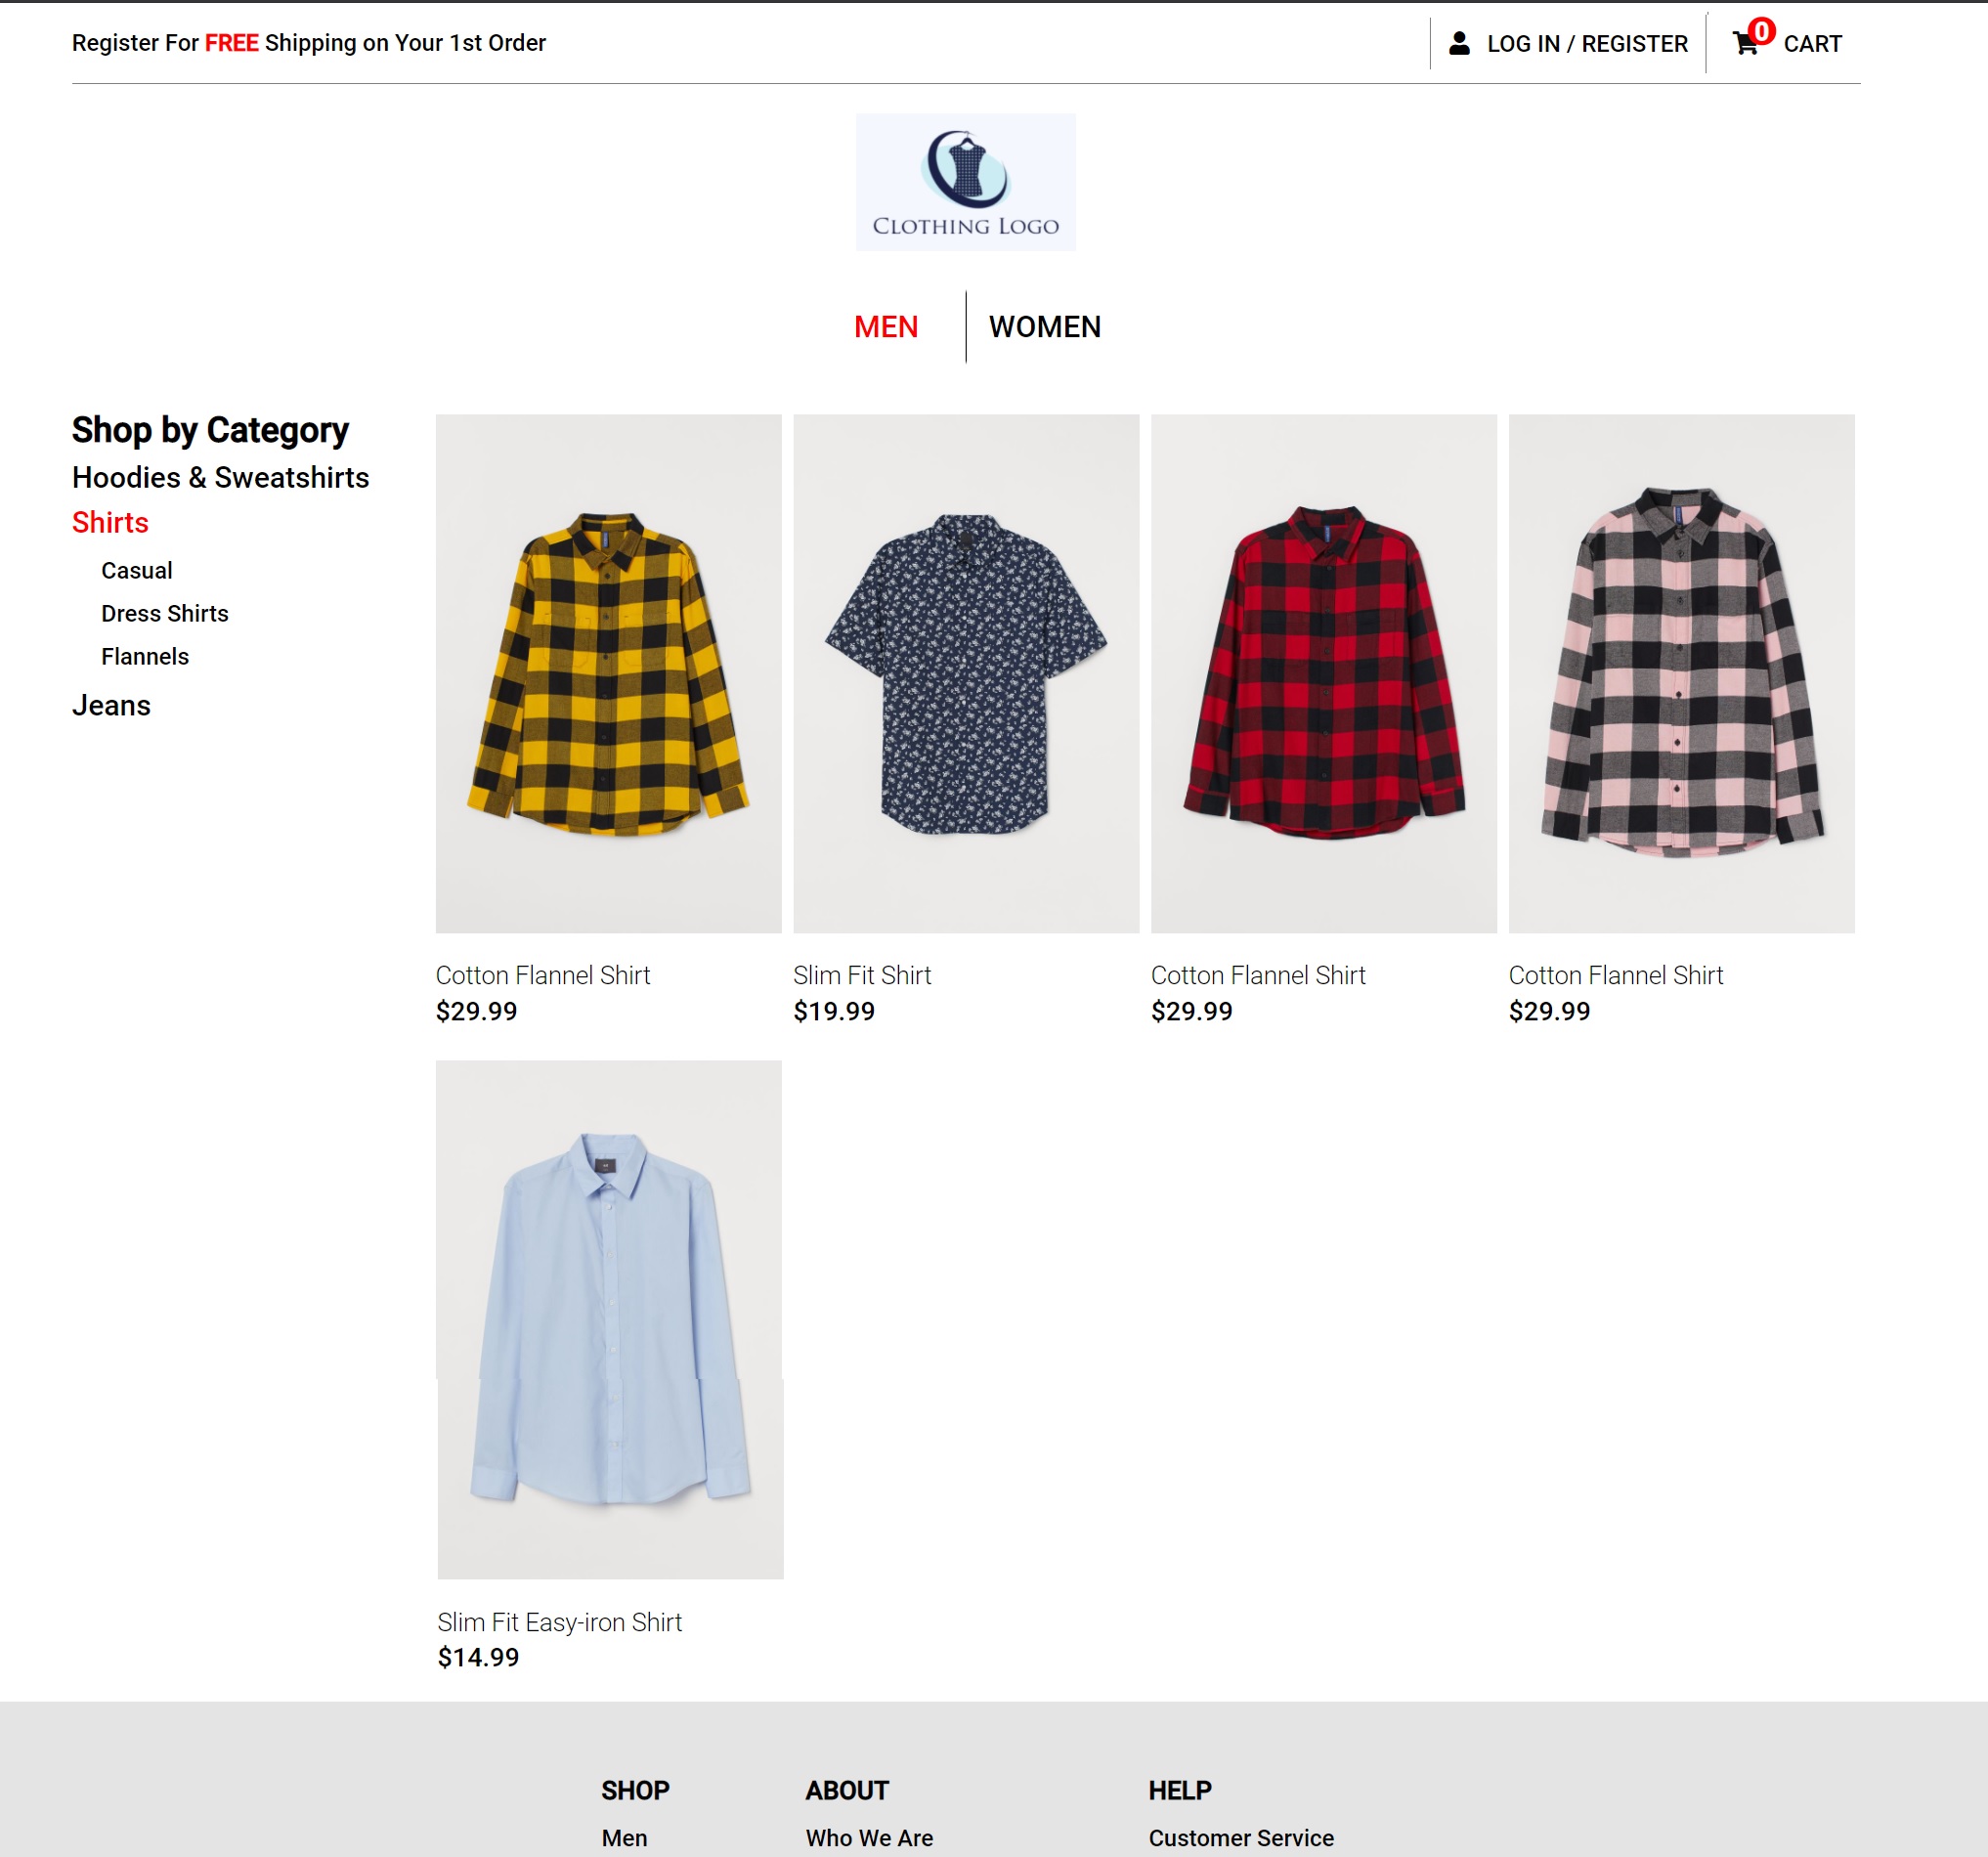 Register For FREE Shipping on Your 1st Order
LOG IN / REGISTER
0
CART
CLOTHING LOGO
MEN
WOMEN
Shop by Category
Hoodies & Sweatshirts
Shirts
Casual
Dress Shirts
Flannels
Jeans
Cotton Flannel Shirt
$29.99
Slim Fit Shirt
$19.99
Cotton Flannel Shirt
$29.99
Cotton Flannel Shirt
$29.99
Slim Fit Easy-iron Shirt
$14.99
SHOP
Men
ABOUT
Who We Are
HELP
Customer Service